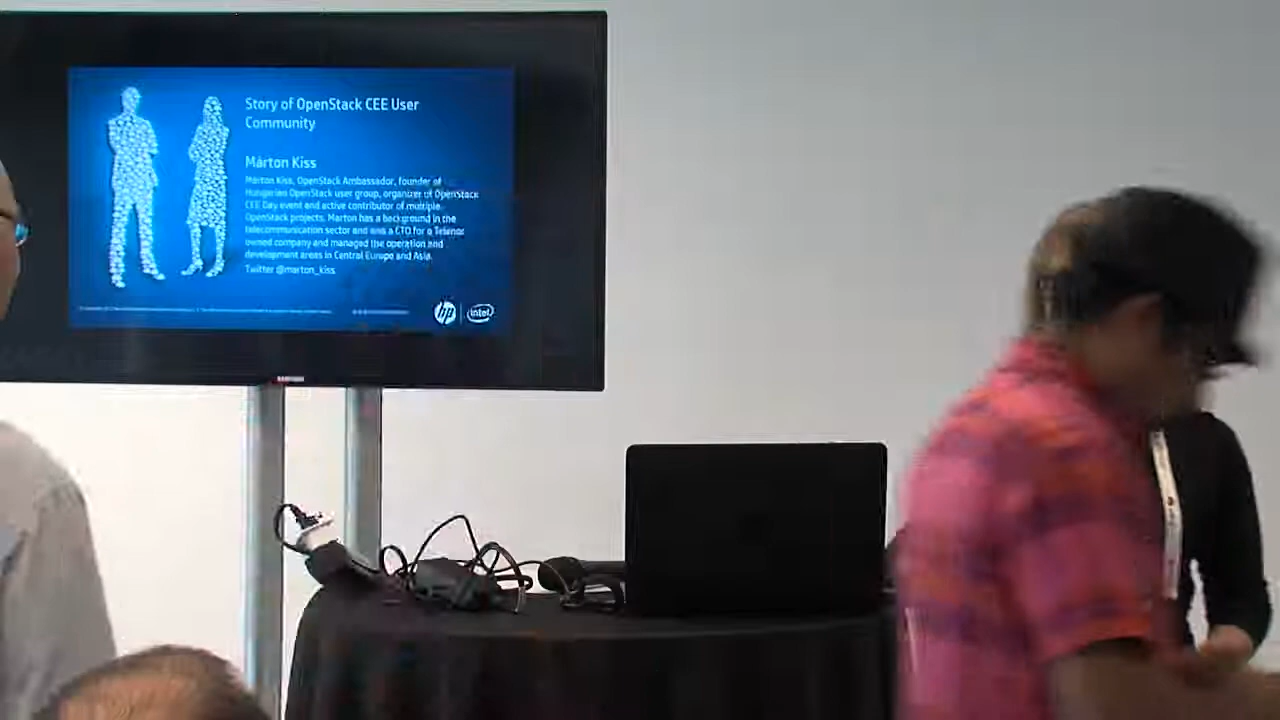 Story of OpenStack CEE User
Community
Márton Kiss
Márton Kiss, OpenStack Ambassador, founder of
Hungarian OpenStack user group, organizer of OpenStack
CEE Day event and active contributor of multiple
OpenStack projects. Marton has a background in the
telecommunication sector and was a CTO for a Telenor
owned company and managed the operation and
development areas in Central Europe and Asia.
Twitter @marton_kiss
hp
intel
SAMSUNG